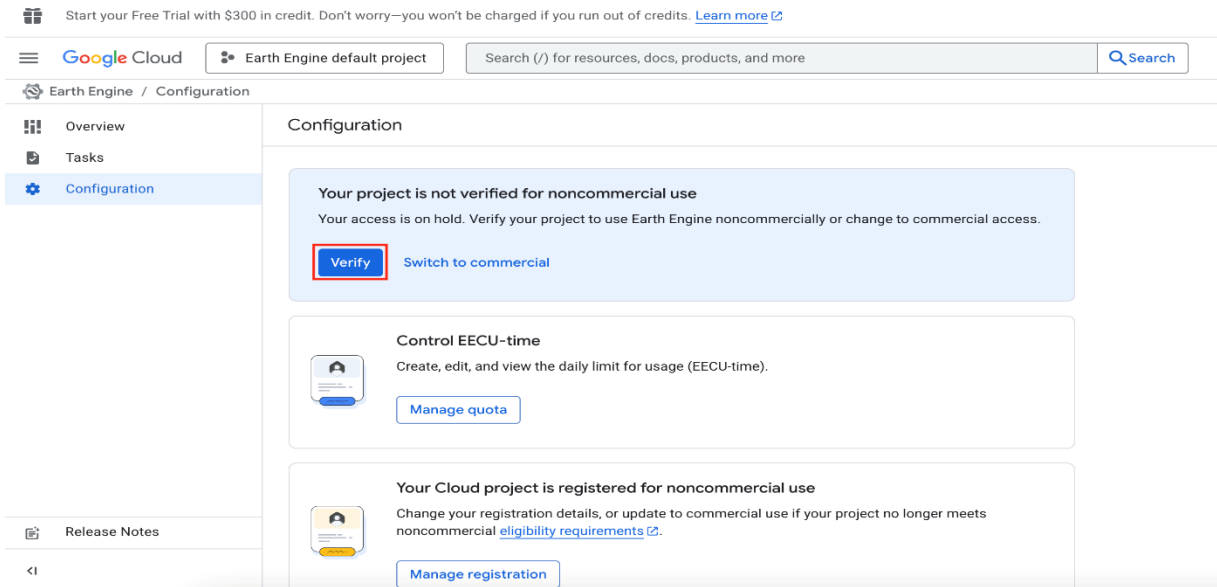 Start your Free Trial with $300 in credit. Don't worry—you won't be charged if you run out of credits. Learn more
Google Cloud
Earth Engine default project
Search (/) for resources, docs, products, and more
Search
Earth Engine / Configuration
Overview
Tasks
Configuration
Release Notes
Configuration
Your project is not verified for noncommercial use
Your access is on hold. Verify your project to use Earth Engine noncommercially or change to commercial access.
Verify
Switch to commercial
Control EECU-time
Create, edit, and view the daily limit for usage (EECU-time).
Manage quota
Your Cloud project is registered for noncommercial use
Change your registration details, or update to commercial use if your project no longer meets
noncommercial eligibility requirements.
Manage registration